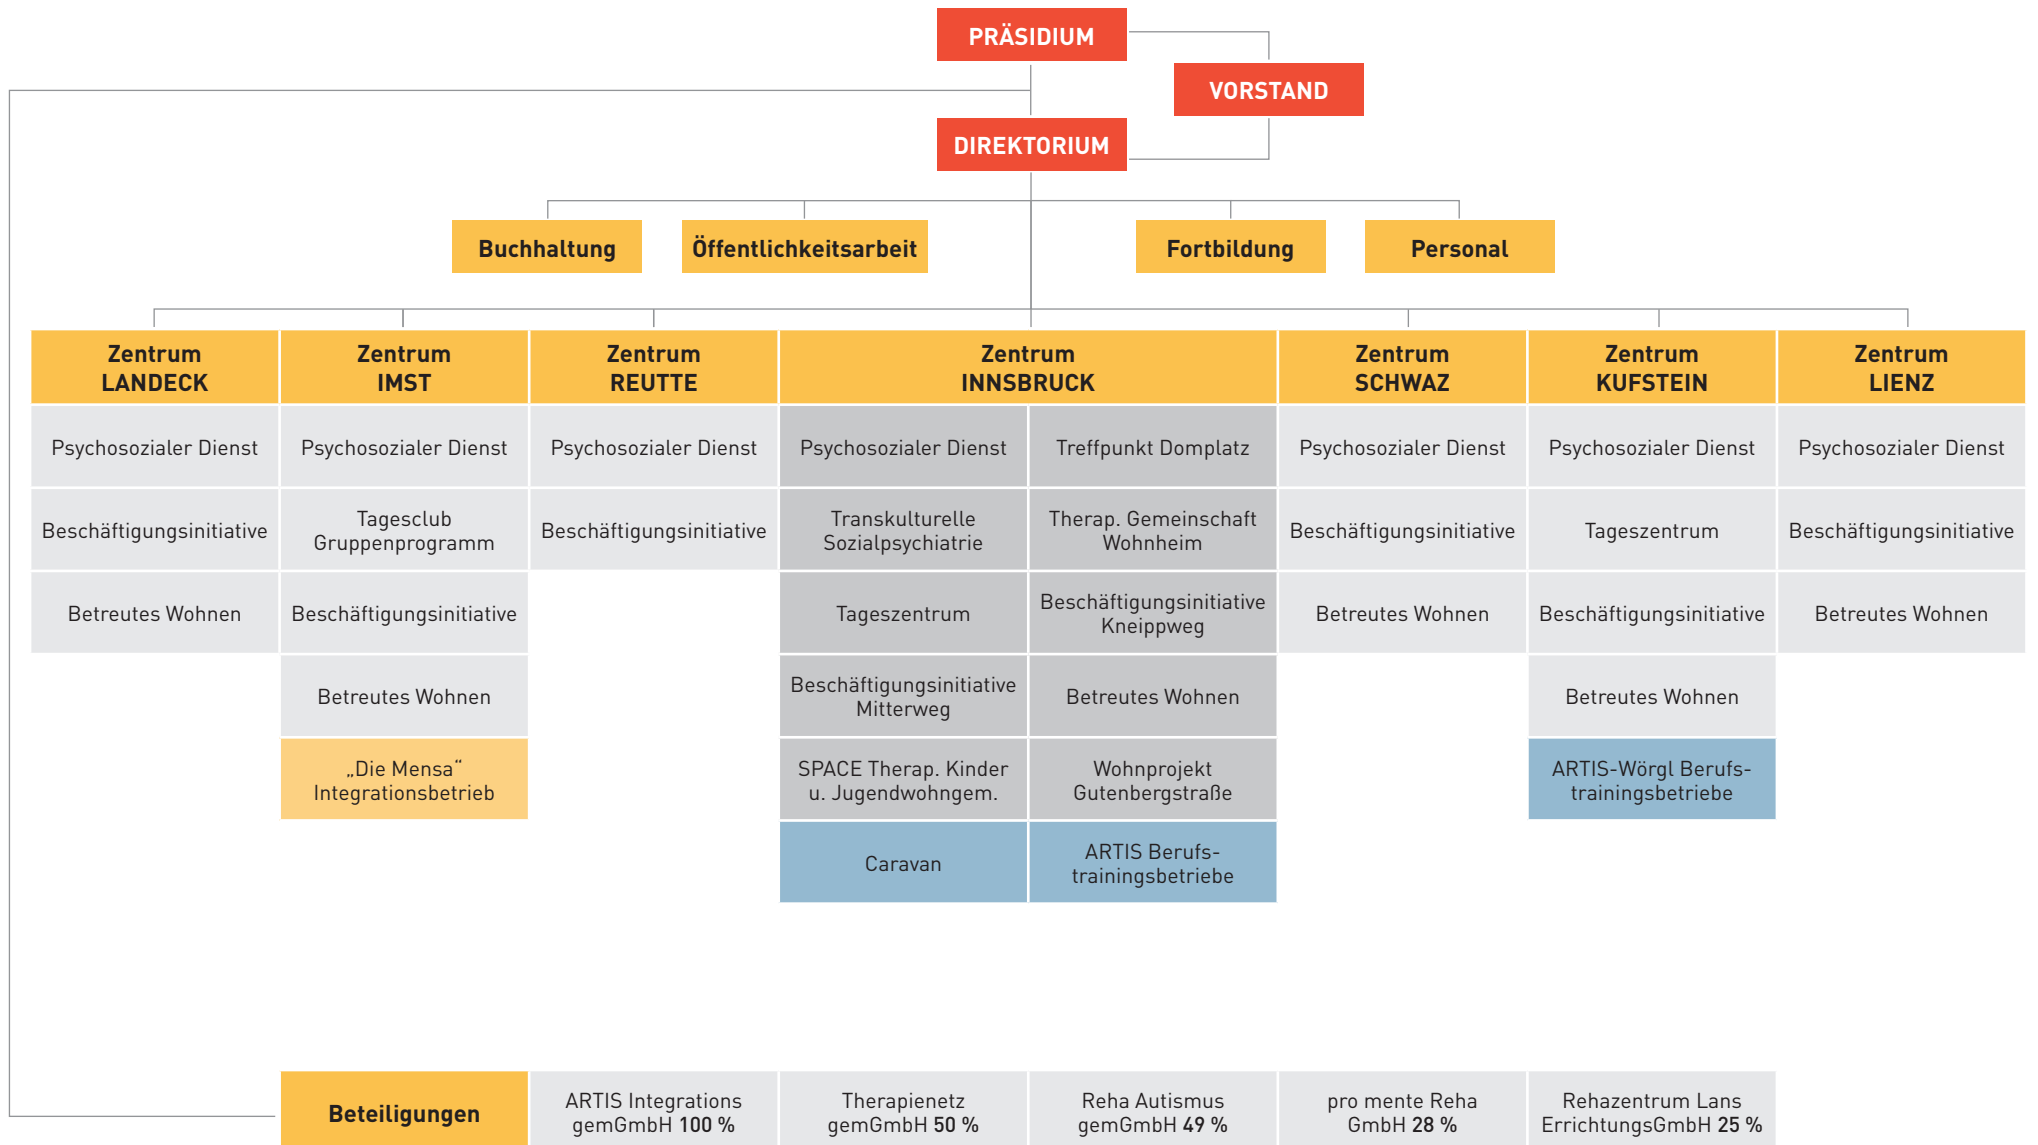 PRÄSIDIUM
VORSTAND
DIREKTORIUM
Buchhaltung
Öffentlichkeitsarbeit
Fortbildung
Personal
Zentrum
LANDECK
Zentrum
IMST
Zentrum
REUTTE
Zentrum
INNSBRUCK
Zentrum
SCHWAZ
Zentrum
KUFSTEIN
Zentrum
LIENZ
Psychosozialer Dienst
Psychosozialer Dienst
Psychosozialer Dienst
Psychosozialer Dienst
Treffpunkt Domplatz
Psychosozialer Dienst
Psychosozialer Dienst
Psychosozialer Dienst
Beschäftigungsinitiative
Tagesclub
Gruppenprogramm
Beschäftigungsinitiative
Transkulturelle
Sozialpsychiatrie
Therap. Gemeinschaft
Wohnheim
Beschäftigungsinitiative
Tageszentrum
Beschäftigungsinitiative
Betreutes Wohnen
Beschäftigungsinitiative
Tageszentrum
Beschäftigungsinitiative
Kneippweg
Betreutes Wohnen
Beschäftigungsinitiative
Betreutes Wohnen
Betreutes Wohnen
Beschäftigungsinitiative
Mitterweg
Betreutes Wohnen
Betreutes Wohnen
„Die Mensa“
Integrationsbetrieb
SPACE Therap. Kinder
u. Jugendwohngem.
Wohnprojekt
Gutenbergstraße
ARTIS-Wörgl Berufs-
trainingsbetriebe
Caravan
ARTIS Berufs-
trainingsbetriebe
Beteiligungen
ARTIS Integrations
gemGmbH 100 %
Therapienetz
gemGmbH 50 %
Reha Autismus
gemGmbH 49 %
pro mente Reha
GmbH 28 %
Rehazentrum Lans
ErrichtungsGmbH 25 %